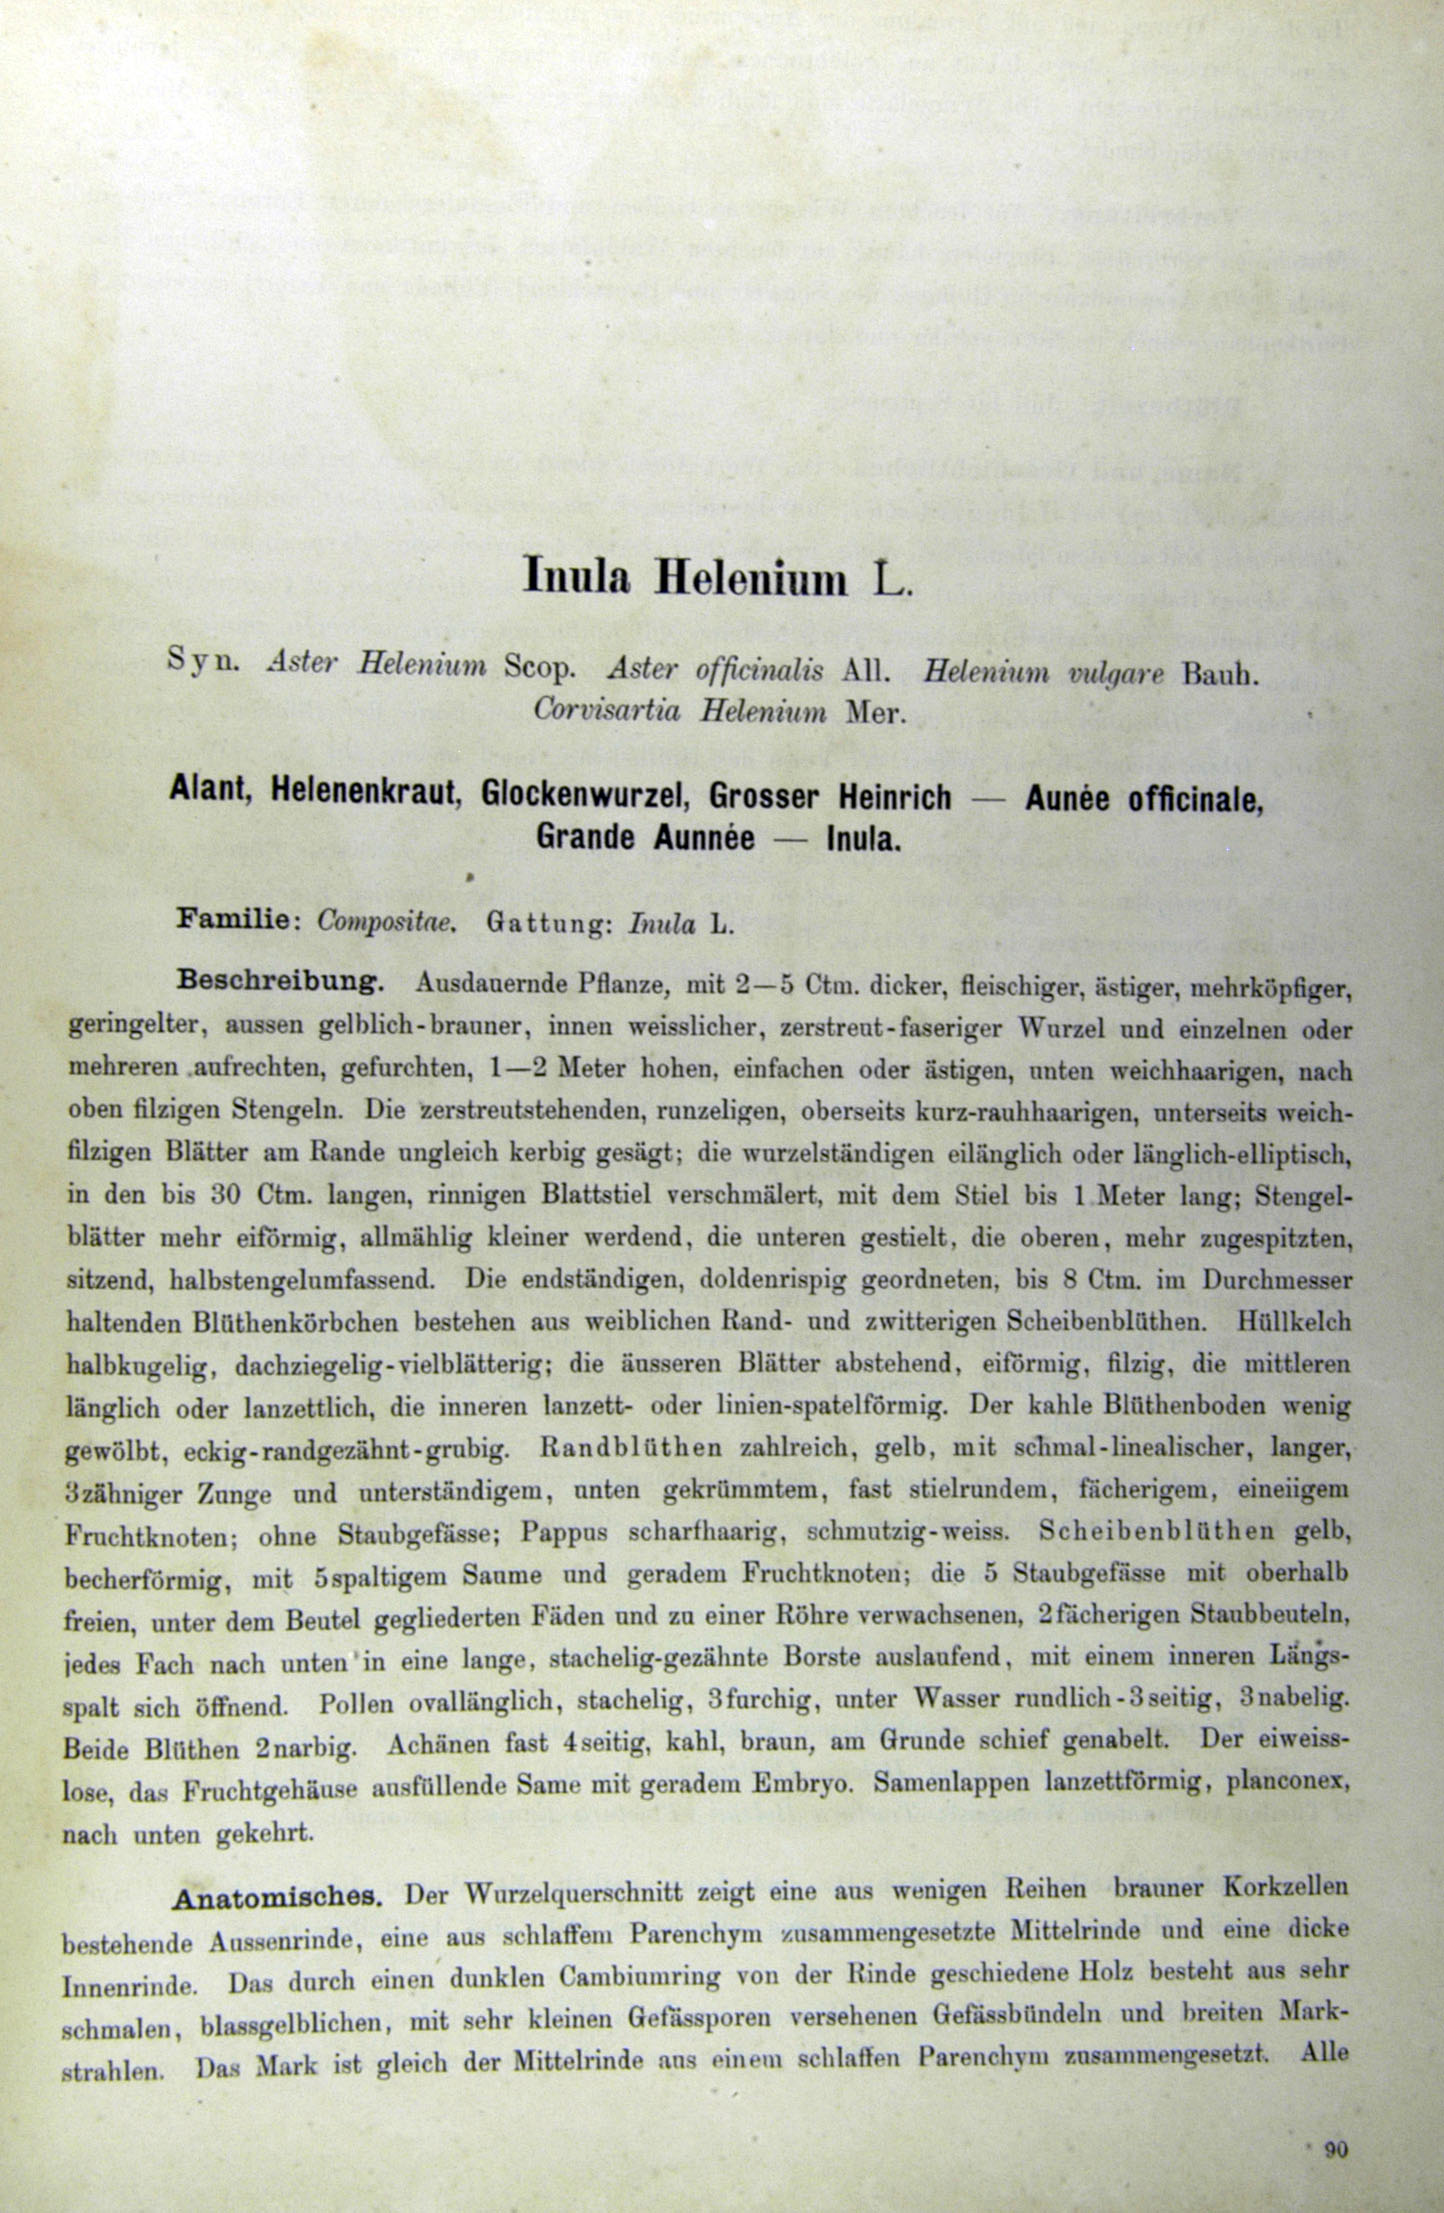 Inula Helenium L.
Syn. Aster Helenium Scop. Aster officinalis All. Helenium vulgare Bauh.
Corvisartia Helenium Mer.
Alant, Helenenkraut, Glockenwurzel, Grosser Heinrich — Aunée officinale,
Grande Aunnée — Inula.
Familie: Compositae. Gattung: Inula L.
Beschreibung. Ausdauernde Pflanze, mit 2—5 Ctm. dicker, fleischiger, ästiger, mehrköpfiger,
geringelter, aussen gelblich-brauner, innen weisslicher, zerstreut-faseriger Wurzel und einzelnen oder
mehreren aufrechten, gefurchten, 1—2 Meter hohen, einfachen oder ästigen, unten weichhaarigen, nach
oben filzigen Stengeln. Die zerstreutstehenden, runzeligen, oberseits kurz-rauhhaarigen, unterseits weich-
filzigen Blätter am Rande ungleich kerbig gesägt; die wurzelständigen eilänglich oder länglich-elliptisch,
in den bis 30 Ctm. langen, rinnigen Blattstiel verschmälert, mit dem Stiel bis 1 Meter lang; Stengel-
blätter mehr eiförmig, allmählig kleiner werdend, die unteren gestielt, die oberen, mehr zugespitzten,
sitzend, halbstengelumfassend. Die endständigen, doldenrispig geordneten, bis 8 Ctm. im Durchmesser
haltenden Blüthenkörbchen bestehen aus weiblichen Rand- und zwitterigen Scheibenblüthen. Hüllkelch
halbkugelig, dachziegelig-vielblätterig; die äusseren Blätter abstehend, eiförmig, filzig, die mittleren
länglich oder lanzettlich, die inneren lanzett- oder linien-spatelförmig. Der kahle Blüthenboden wenig
gewölbt, eckig-randgezähnt-grubig. Randblüthen zahlreich, gelb, mit schmal-linealischer, langer,
3zähniger Zunge und unterständigem, unten gekrümmtem, fast stielrundem, fächerigem, eineiigem
Fruchtknoten; ohne Staubgefässe; Pappus scharfhaarig, schmutzig-weiss. Scheibenblüthen gelb,
becherförmig, mit 5spaltigem Saume und geradem Fruchtknoten; die 5 Staubgefässe mit oberhalb
freien, unter dem Beutel gegliederten Fäden und zu einer Röhre verwachsenen, 2fächerigen Staubbeuteln,
jedes Fach nach unten in eine lange, stachelig-gezähnte Borste auslaufend, mit einem inneren Längs-
spalt sich öffnend. Pollen ovallänglich, stachelig, 3furchig, unter Wasser rundlich-3seitig, 3nabelig.
Beide Blüthen 2narbig. Achänen fast 4seitig, kahl, braun, am Grunde schief genabelt. Der eiweiss-
lose, das Fruchtgehäuse ausfüllende Same mit geradem Embryo. Samenlappen lanzettförmig, planconex,
nach unten gekehrt.
Anatomisches. Der Wurzelquerschnitt zeigt eine aus wenigen Reihen brauner Korkzellen
bestehende Aussenrinde, eine aus schlaffem Parenchym zusammengesetzte Mittelrinde und eine dicke
Innenrinde. Das durch einen dunklen Cambiumring von der Rinde geschiedene Holz besteht aus sehr
schmalen, blassgelblichen, mit sehr kleinen Gefässporen versehenen Gefässbündeln und breiten Mark-
strahlen. Das Mark ist gleich der Mittelrinde aus einem schlaffen Parenchym zusammengesetzt. Alle
90